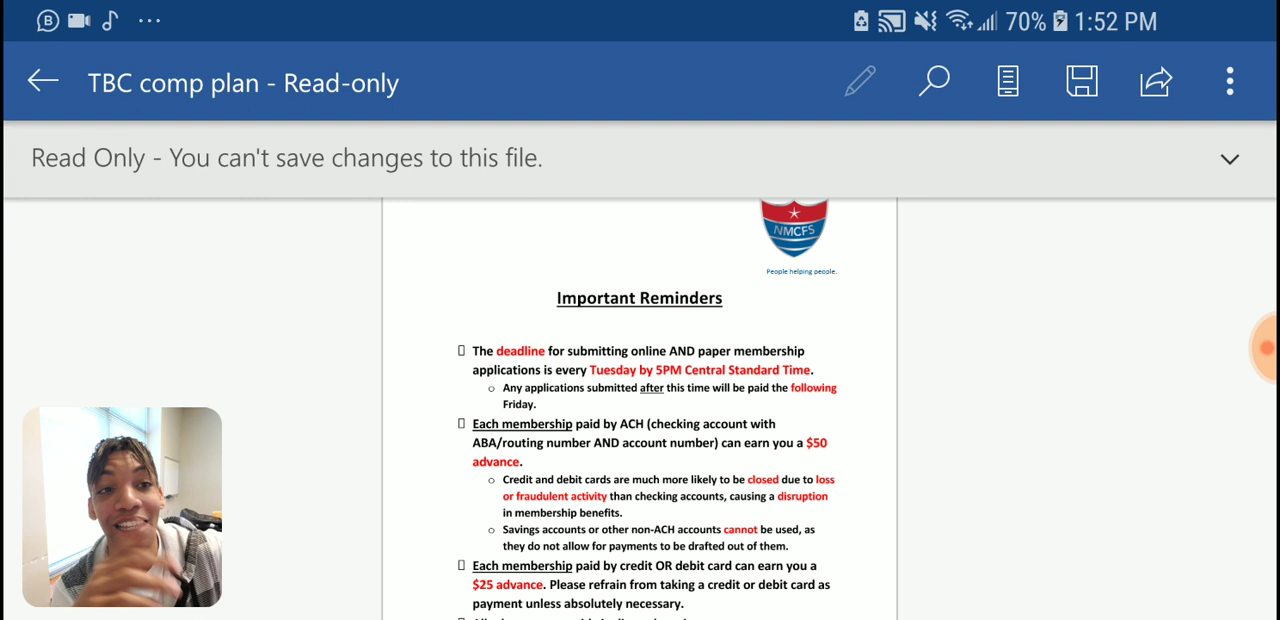 70% 1:52 PM
TBC comp plan - Read-only
Read Only - You can't save changes to this file.
NMCFS
People helping people.
Important Reminders
The deadline for submitting online AND paper membership
applications is every Tuesday by 5PM Central Standard Time.
o Any applications submitted after this time will be paid the following
Friday.
Each membership paid by ACH (checking account with
ABA/routing number AND account number) can earn you a $50
advance.
o Credit and debit cards are much more likely to be closed due to loss
or fraudulent activity than checking accounts, causing a disruption
in membership benefits.
o Savings accounts or other non-ACH accounts cannot be used, as
they do not allow for payments to be drafted out of them.
Each membership paid by credit OR debit card can earn you a
$25 advance. Please refrain from taking a credit or debit card as
payment unless absolutely necessary.